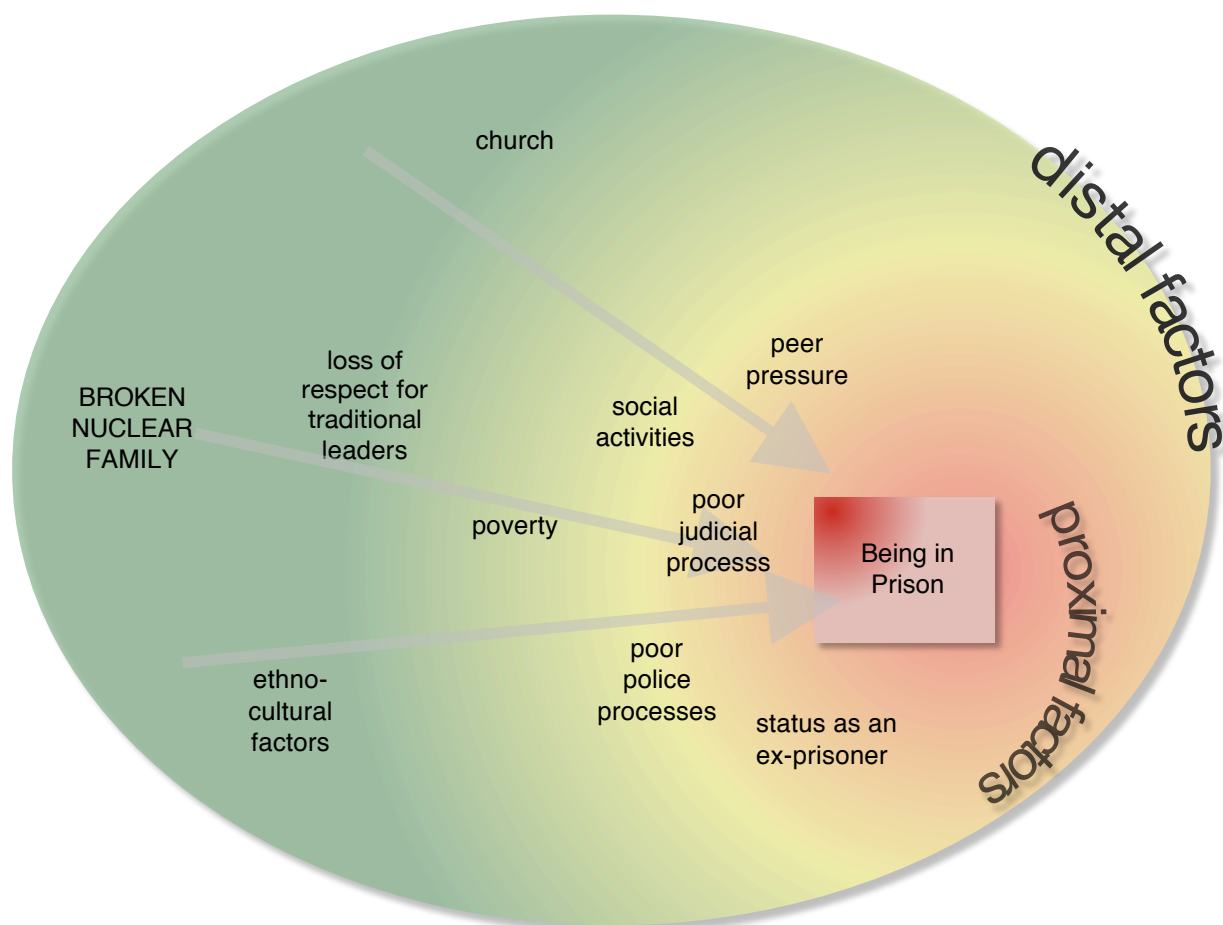 church
distal factors
peer
pressure
loss of
respect for
traditional
leaders
BROKEN
NUCLEAR
FAMILY
social
activities
poverty
poor
judicial
processs
Being in
Prison
proximal factors
ethno-
cultural
factors
poor
police
processes
status as an
ex-prisoner